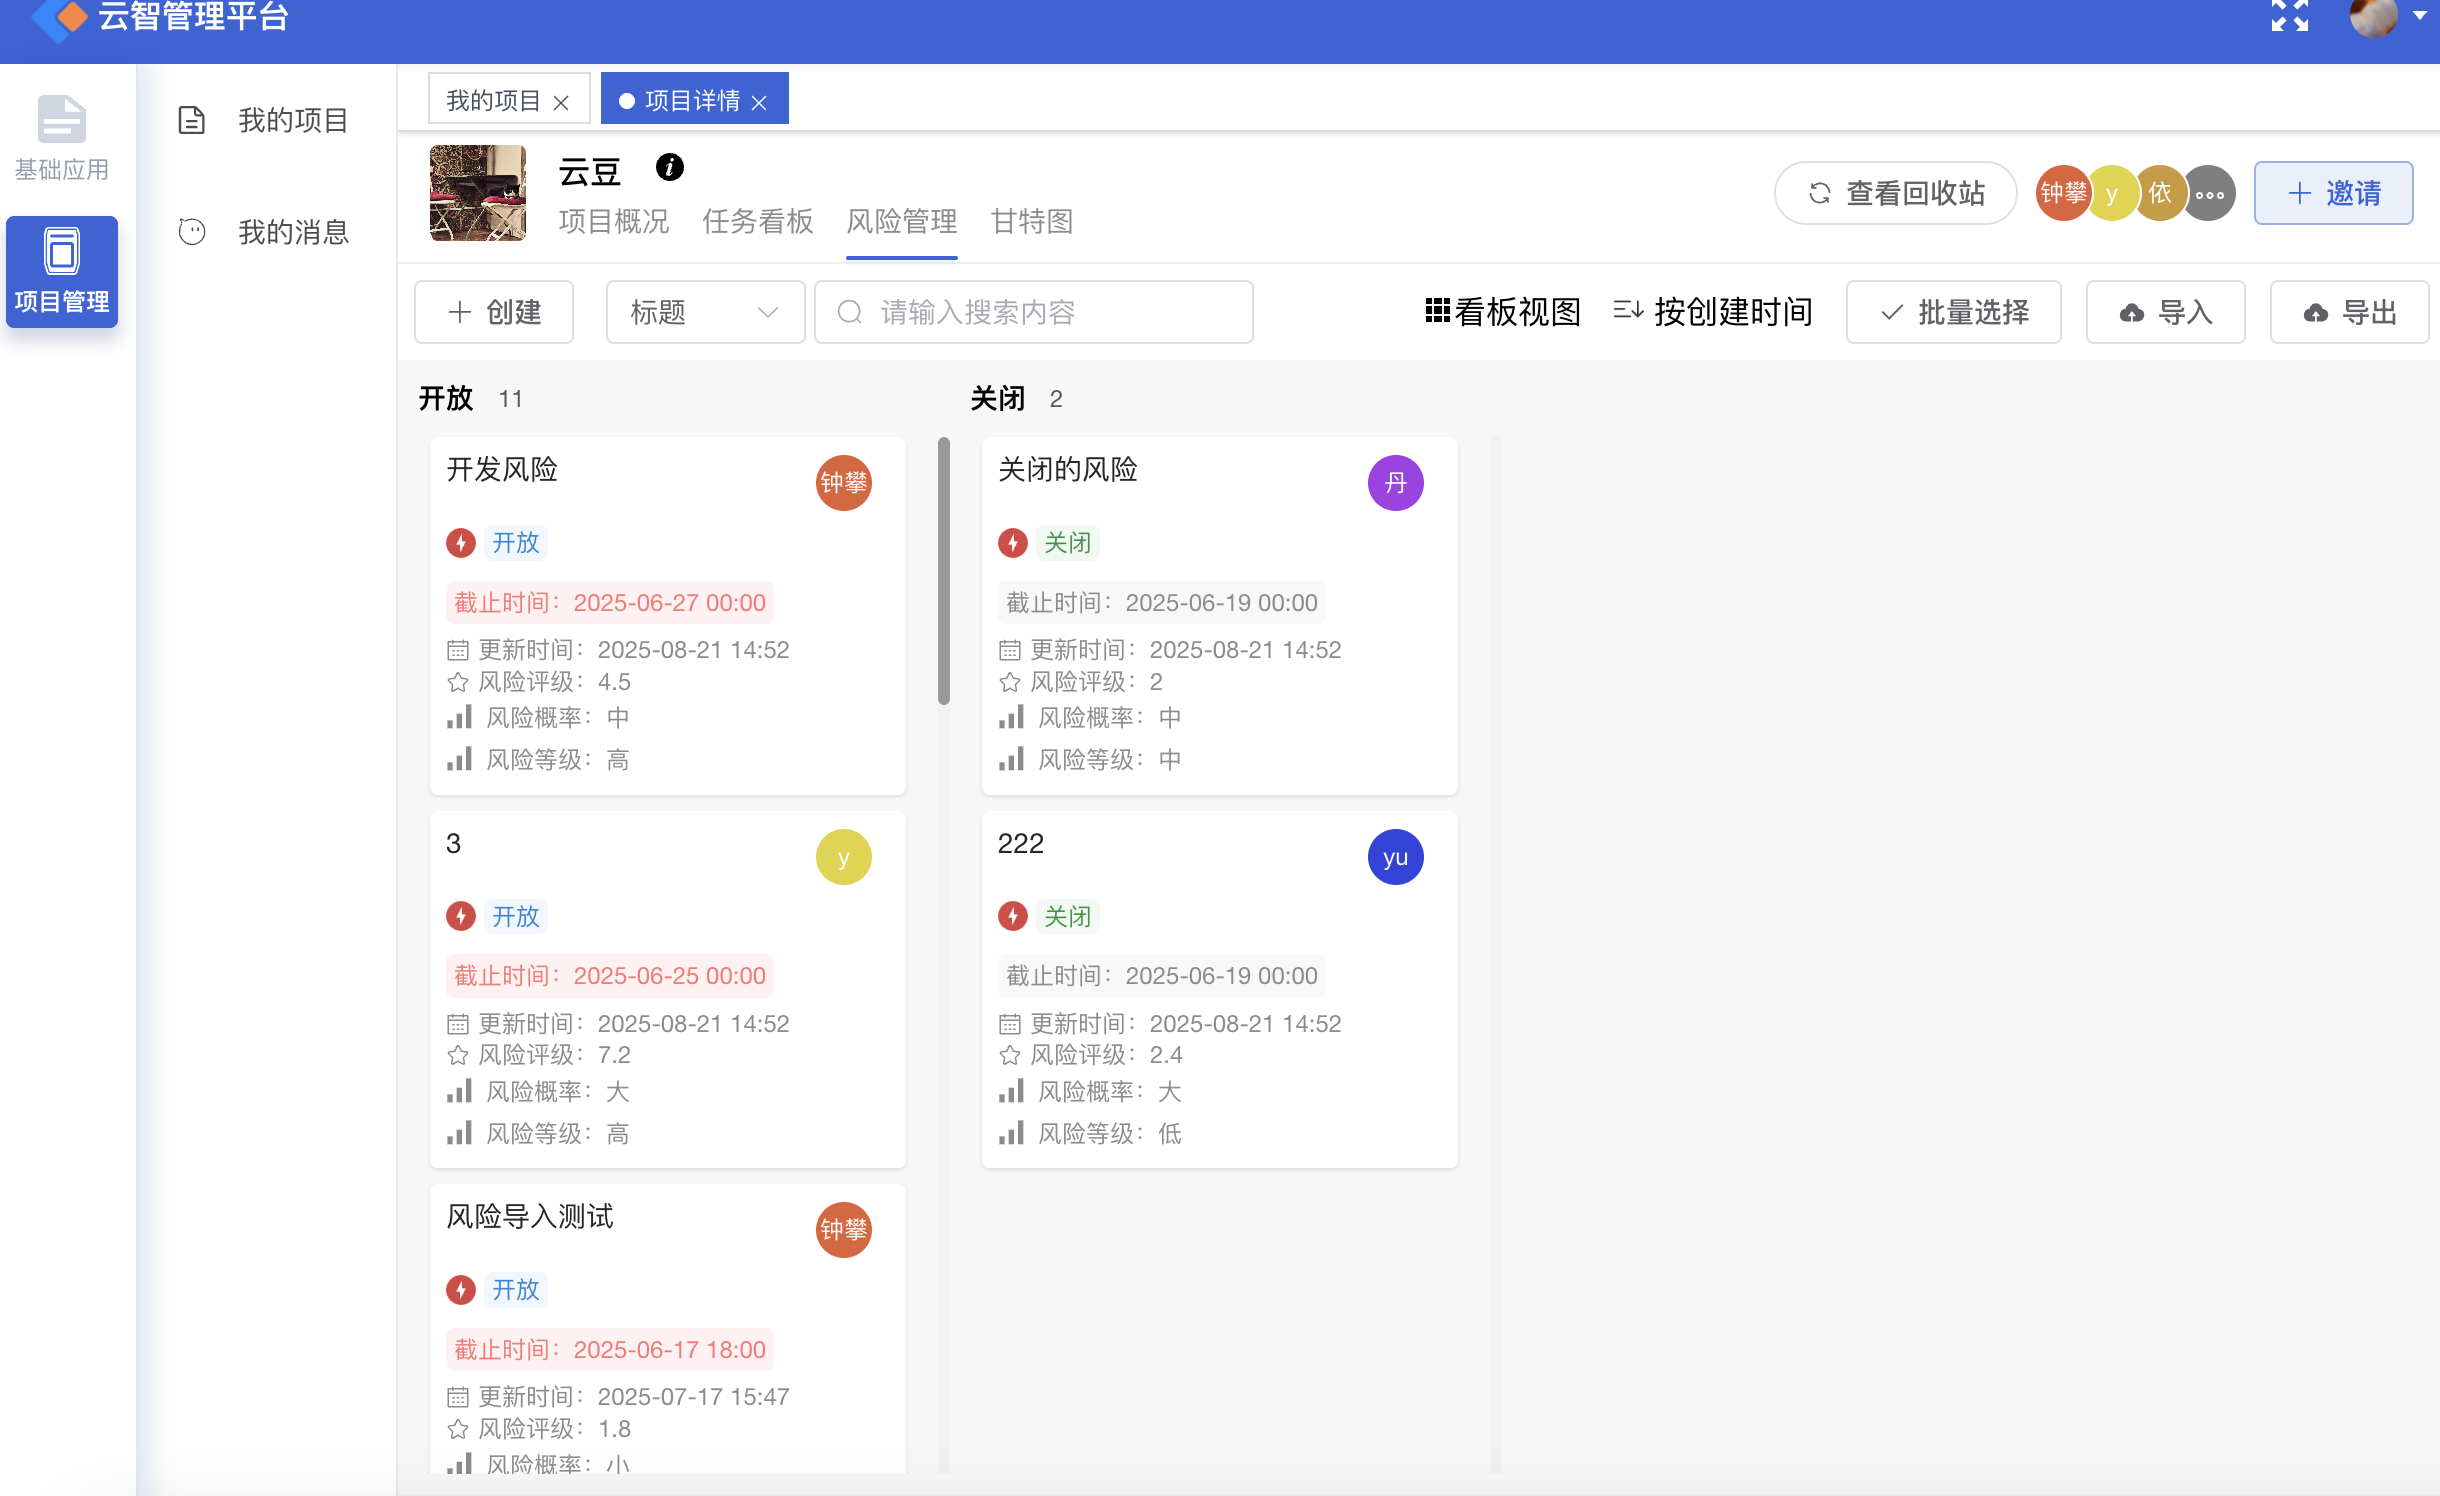 云智管理平台
基础应用
项目管理
我的项目
我的消息
我的项目
项目详情
云豆
项目概况 任务看板 风险管理 甘特图
查看回收站 钟攀 y 依 邀请
创建 标题 请输入搜索内容 看板视图 按创建时间 批量选择 导入 导出
开放 11
开发风险 钟攀
开放
截止时间：2025-06-27 00:00
更新时间：2025-08-21 14:52
风险评级：4.5
风险概率：中
风险等级：高
3 y
开放
截止时间：2025-06-25 00:00
更新时间：2025-08-21 14:52
风险评级：7.2
风险概率：大
风险等级：高
风险导入测试 钟攀
开放
截止时间：2025-06-17 18:00
更新时间：2025-07-17 15:47
风险评级：1.8
风险概率：小
关闭 2
关闭的风险 丹
关闭
截止时间：2025-06-19 00:00
更新时间：2025-08-21 14:52
风险评级：2
风险概率：中
风险等级：中
222 yu
关闭
截止时间：2025-06-19 00:00
更新时间：2025-08-21 14:52
风险评级：2.4
风险概率：大
风险等级：低